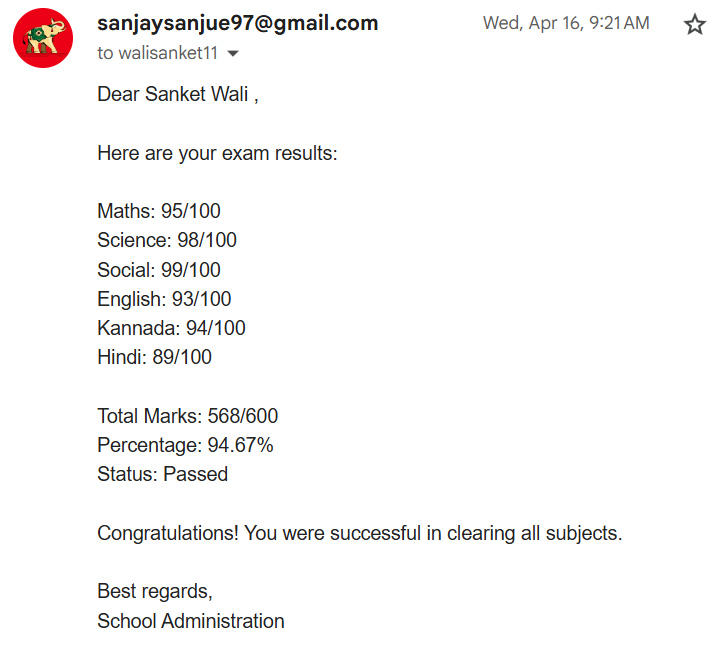 sanjaysanjue97@gmail.com
Wed, Apr 16, 9:21 AM
to walisanket11
Dear Sanket Wali ,
Here are your exam results:
Maths: 95/100
Science: 98/100
Social: 99/100
English: 93/100
Kannada: 94/100
Hindi: 89/100
Total Marks: 568/600
Percentage: 94.67%
Status: Passed
Congratulations! You were successful in clearing all subjects.
Best regards,
School Administration